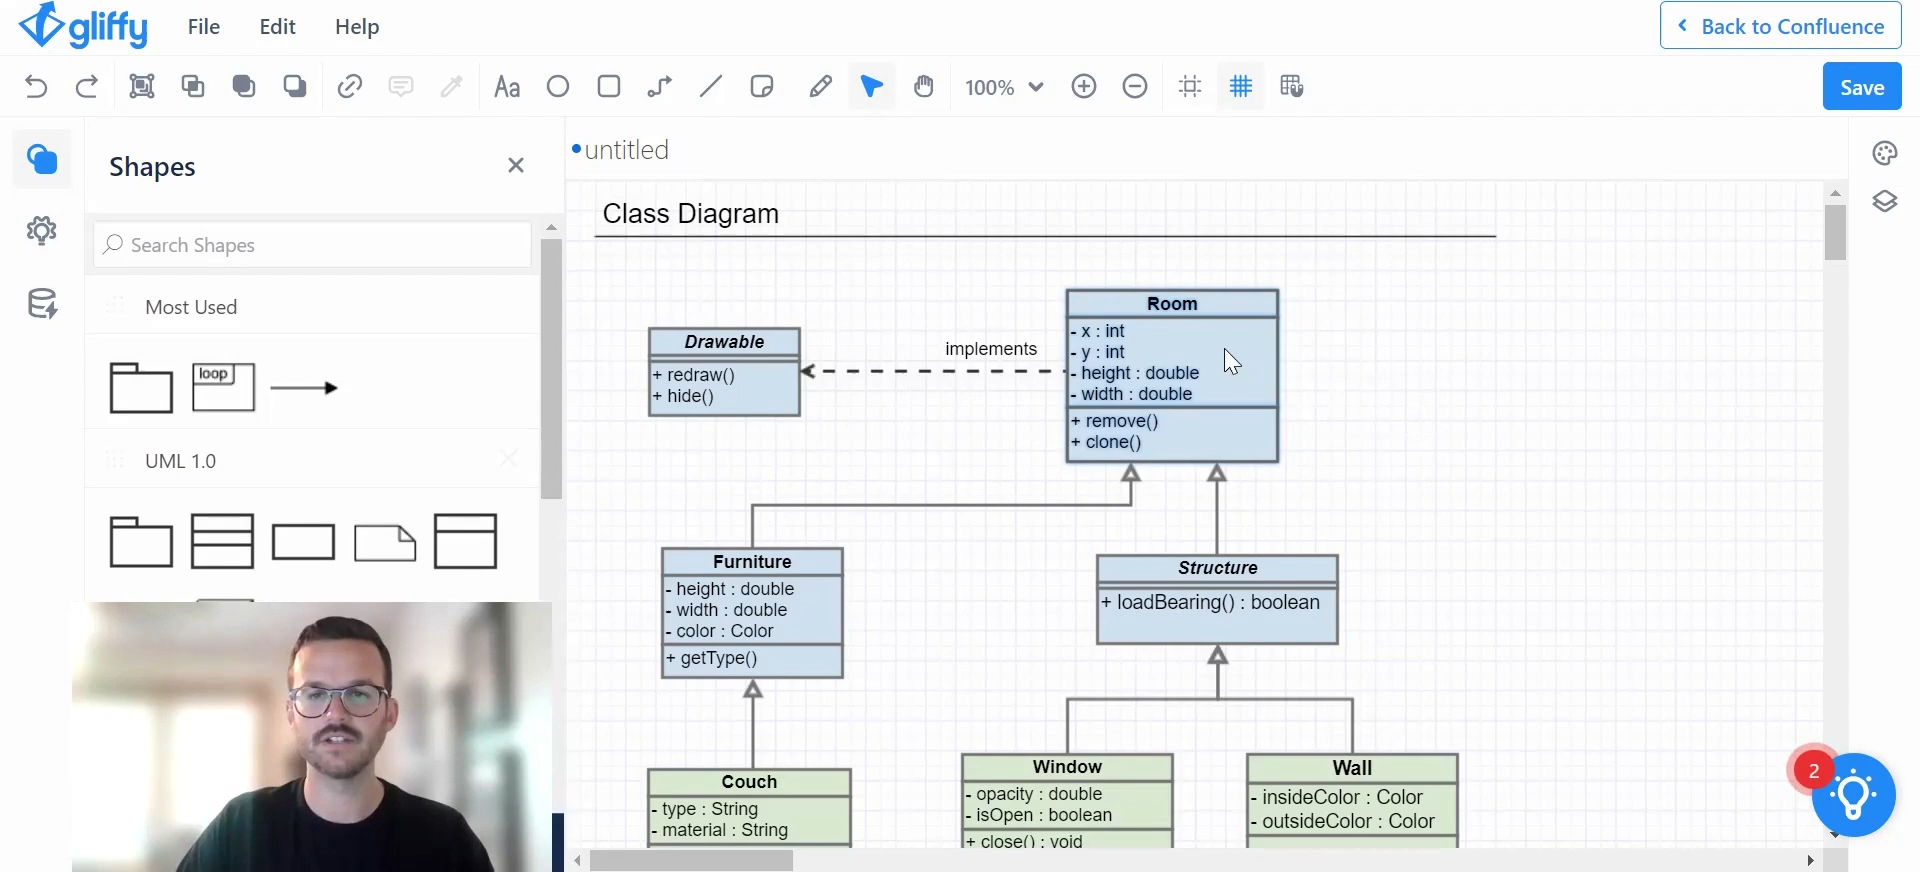 gliffy
File Edit Help
Back to Confluence
Aa
100%
Save
Shapes
Search Shapes
Most Used
loop
UML 1.0
untitled
Class Diagram
Drawable
+ redraw()
+ hide()
implements
Room
- x : int
- y : int
- height : double
- width : double
+ remove()
+ clone()
Furniture
- height : double
- width : double
- color : Color
+ getType()
Structure
+ loadBearing() : boolean
Couch
- type : String
- material : String
Window
- opacity : double
- isOpen : boolean
+ close() : void
Wall
- insideColor : Color
- outsideColor : Color
2